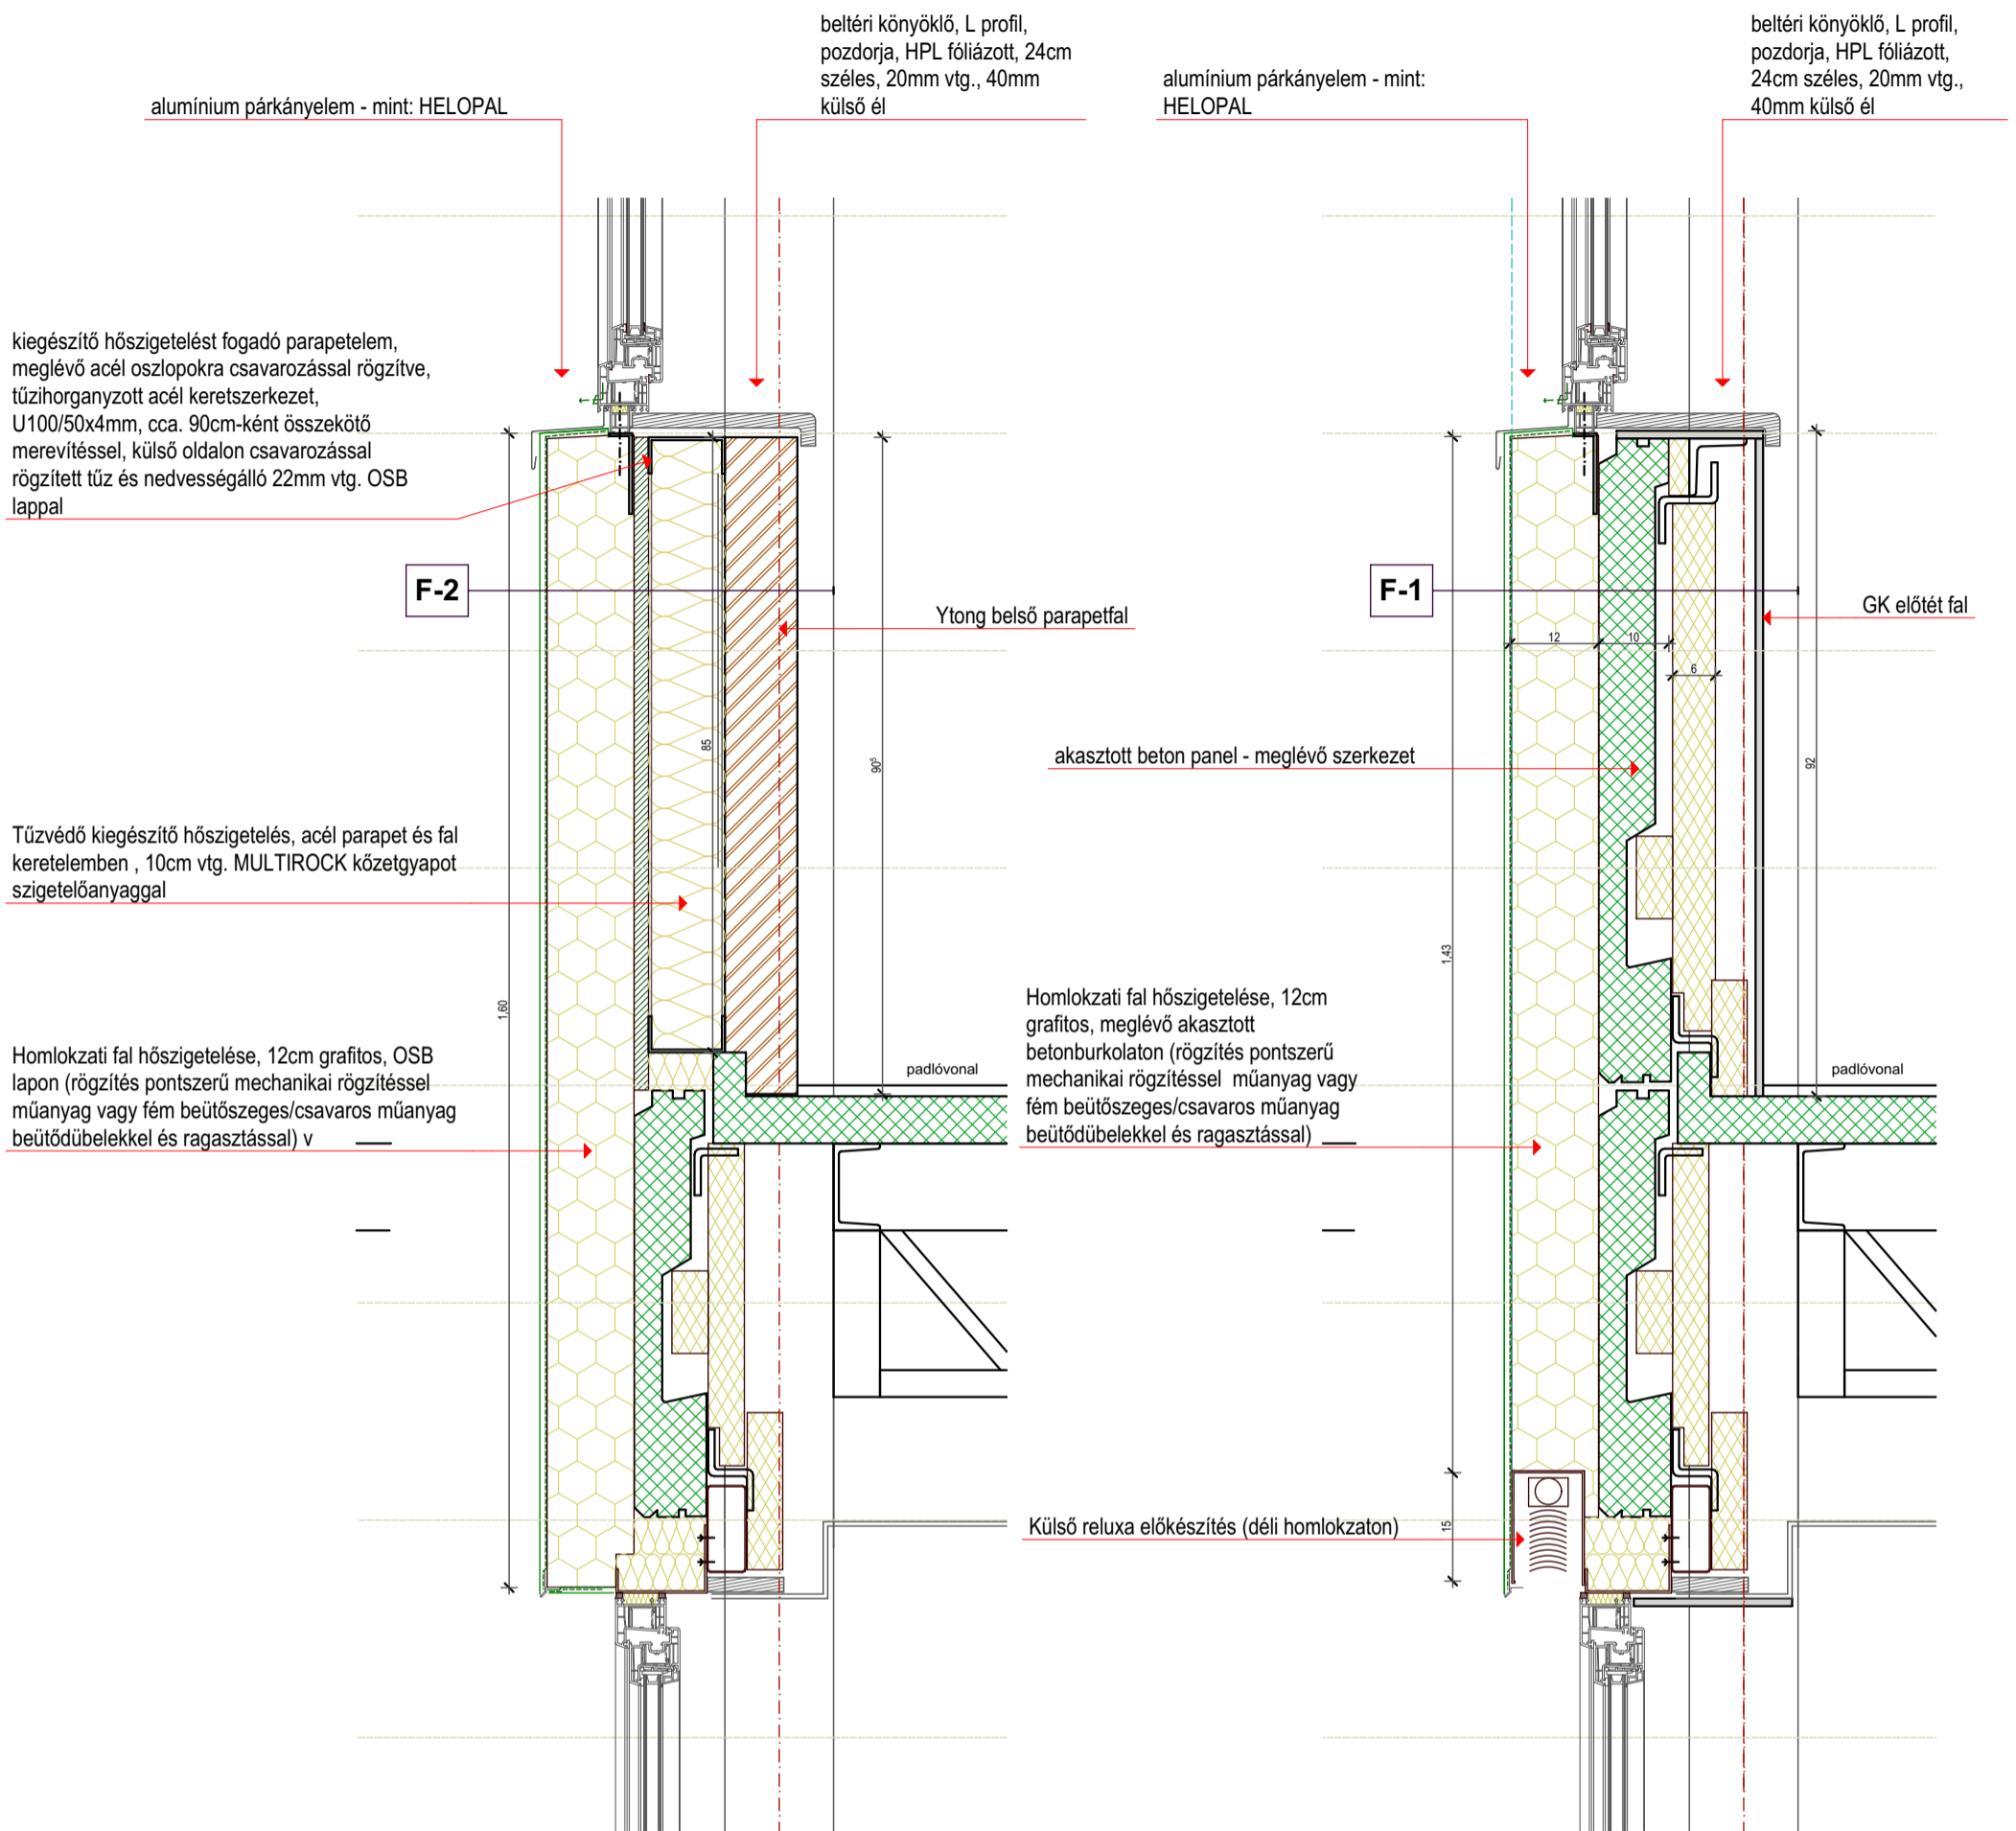 beltéri könyöklő, L profil,
pozdorja, HPL fóliázott, 24cm
széles, 20mm vtg., 40mm
külső él
alumínium párkányelem - mint: HELOPAL
kiegészítő hőszigetelést fogadó parapetelem,
meglévő acél oszlopokra csavarozással rögzítve,
tűzihorganyzott acél keretszerkezet,
U100/50x4mm, cca. 90cm-ként összekötő
merevítéssel, külső oldalon csavarozással
rögzített tűz és nedvességálló 22mm vtg. OSB
lappal
F-2
Ytong belső parapetfal
85
90⁵
Tűzvédő kiegészítő hőszigetelés, acél parapet és fal
keretelemben , 10cm vtg. MULTIROCK kőzetgyapot
szigetelőanyaggal
1,60
Homlokzati fal hőszigetelése, 12cm grafitos, OSB
lapon (rögzítés pontszerű mechanikai rögzítéssel
műanyag vagy fém beütőszeges/csavaros műanyag
beütődübelekkel és ragasztással) v
padlóvonal
beltéri könyöklő, L profil,
pozdorja, HPL fóliázott,
24cm széles, 20mm vtg.,
40mm külső él
alumínium párkányelem - mint:
HELOPAL
F-1
GK előtét fal
12
10
6
akasztott beton panel - meglévő szerkezet
92
1,43
Homlokzati fal hőszigetelése, 12cm
grafitos, meglévő akasztott
betonburkolaton (rögzítés pontszerű
mechanikai rögzítéssel műanyag vagy
fém beütőszeges/csavaros műanyag
beütődübelekkel és ragasztással)
padlóvonal
Külső reluxa előkészítés (déli homlokzaton)
15